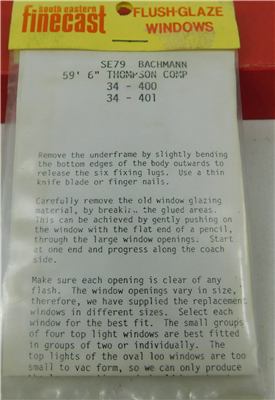 south eastern
finecast
FLUSH-GLAZE
WINDOWS
SE79 BACHMANN
59' 6" THOMPSON COMP
34 - 400
34 - 401
Remove the underframe by slightly bending
the bottom edges of the body outwards to
release the six fixing lugs. Use a thin
knife blade or finger nails.
Carefully remove the old window glazing
material, by breaking the glued areas.
This can be achieved by gently pushing on
the window with the flat end of a pencil,
through the large window openings. Start
at one end and progress along the coach
side.
Make sure each opening is clear of any
flash. The window openings vary in size,
therefore, we have supplied the replacement
windows in different sizes. Select each
window for the best fit. The small groups
of four top light windows are best fitted
in groups of two or individually. The
top lights of the oval loo windows are too
small to vac form, so we can only produce